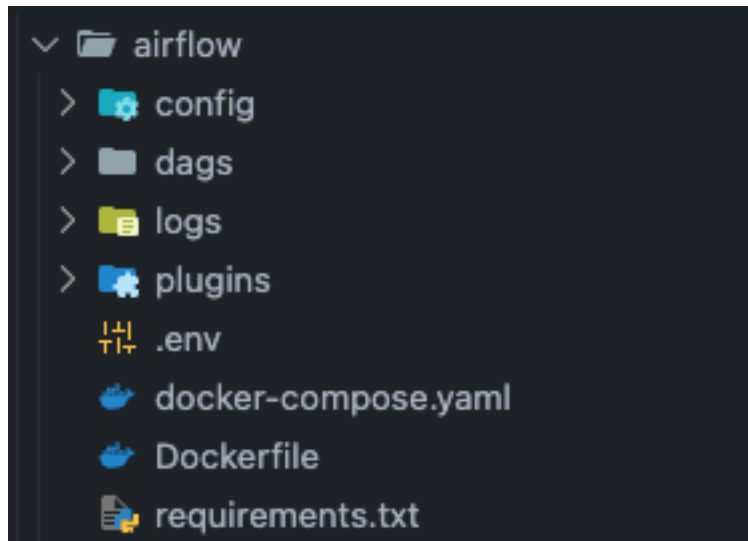 airflow
config
dags
logs
plugins
.env
docker-compose.yaml
Dockerfile
requirements.txt